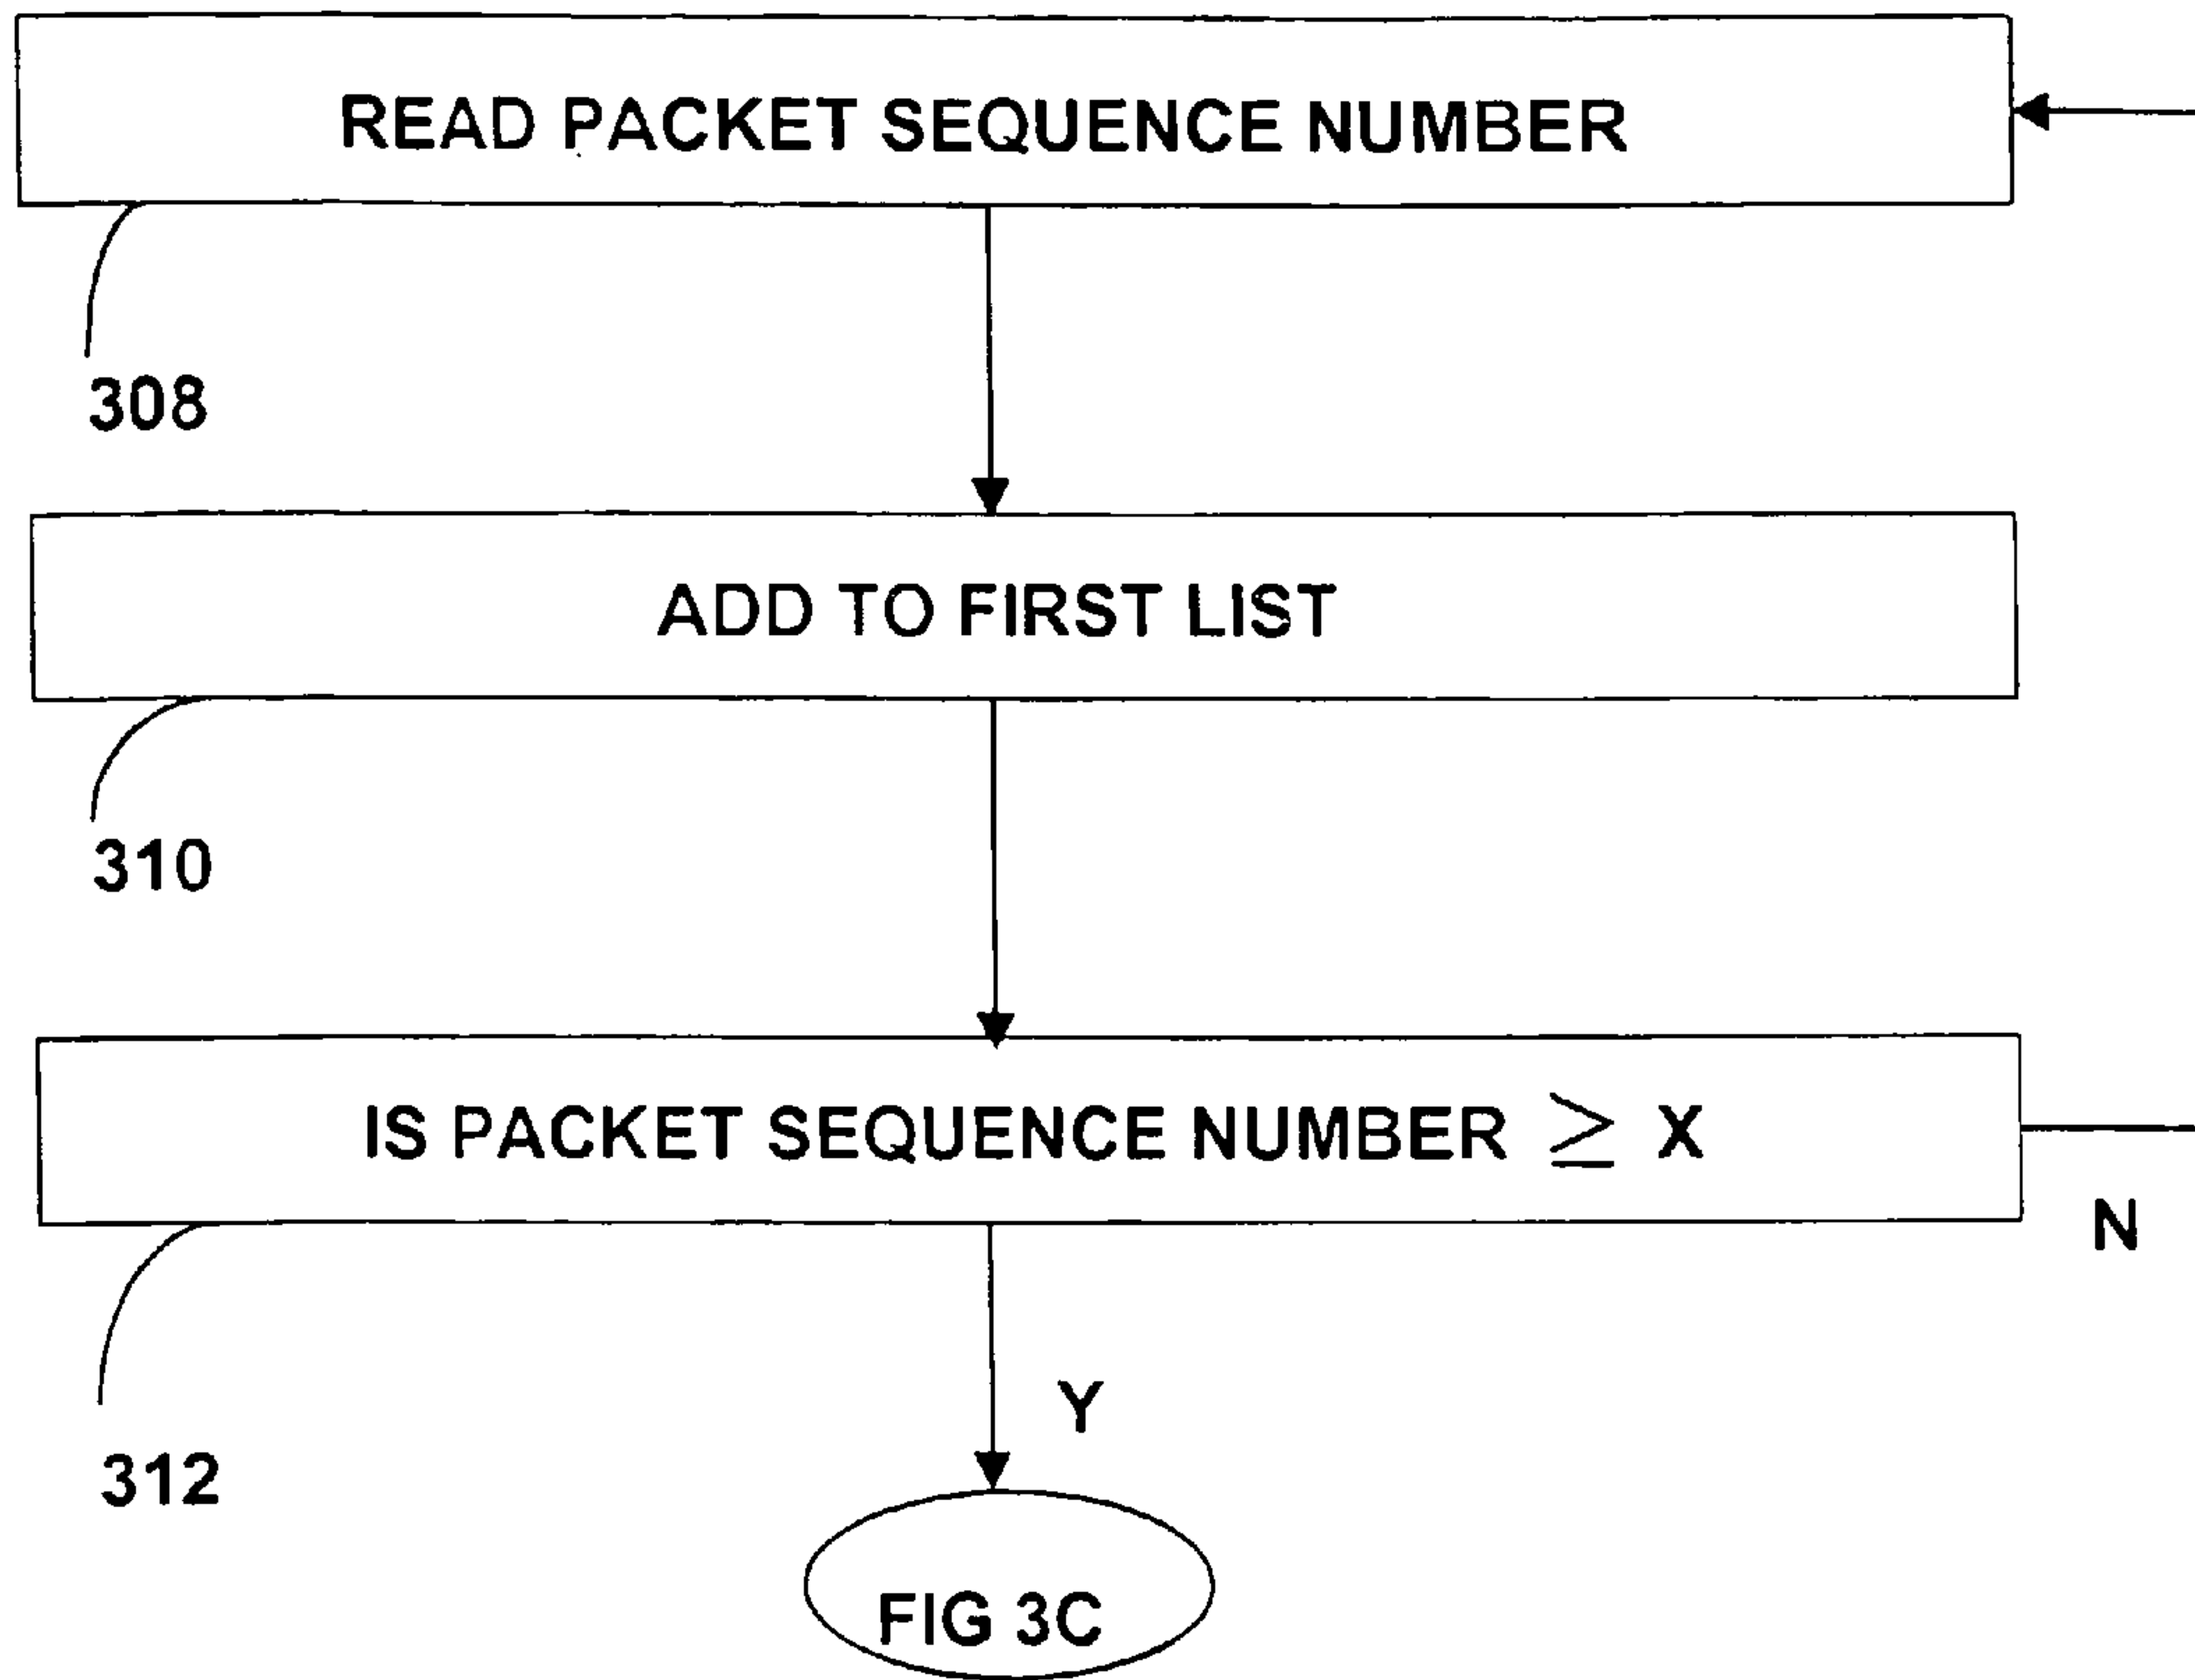 READ PACKET SEQUENCE NUMBER
308
ADD TO FIRST LIST
310
IS PACKET SEQUENCE NUMBER ≥ X
N
Y
312
FIG 3C